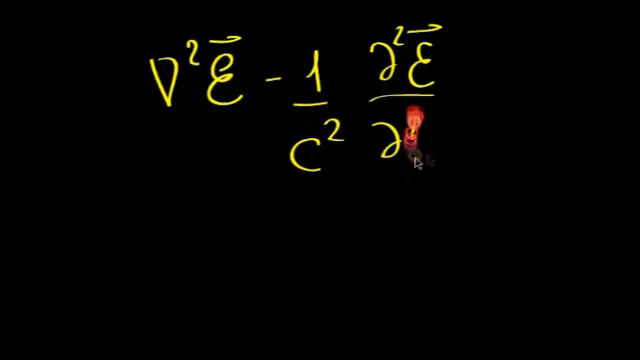 ∇²E⃗ - 1/c² ∂²E⃗/∂